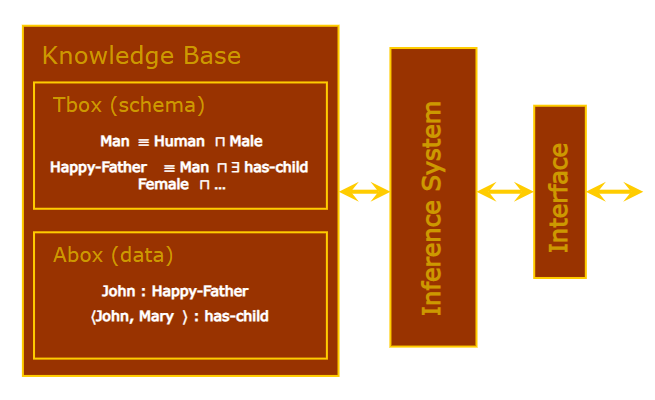 Knowledge Base
Tbox (schema)
Man ≡ Human ⊓ Male
Happy-Father ≡ Man ⊓ ∃ has-child
Female ⊓ ...
Abox (data)
John : Happy-Father
⟨John, Mary ⟩ : has-child
Inference System
Interface